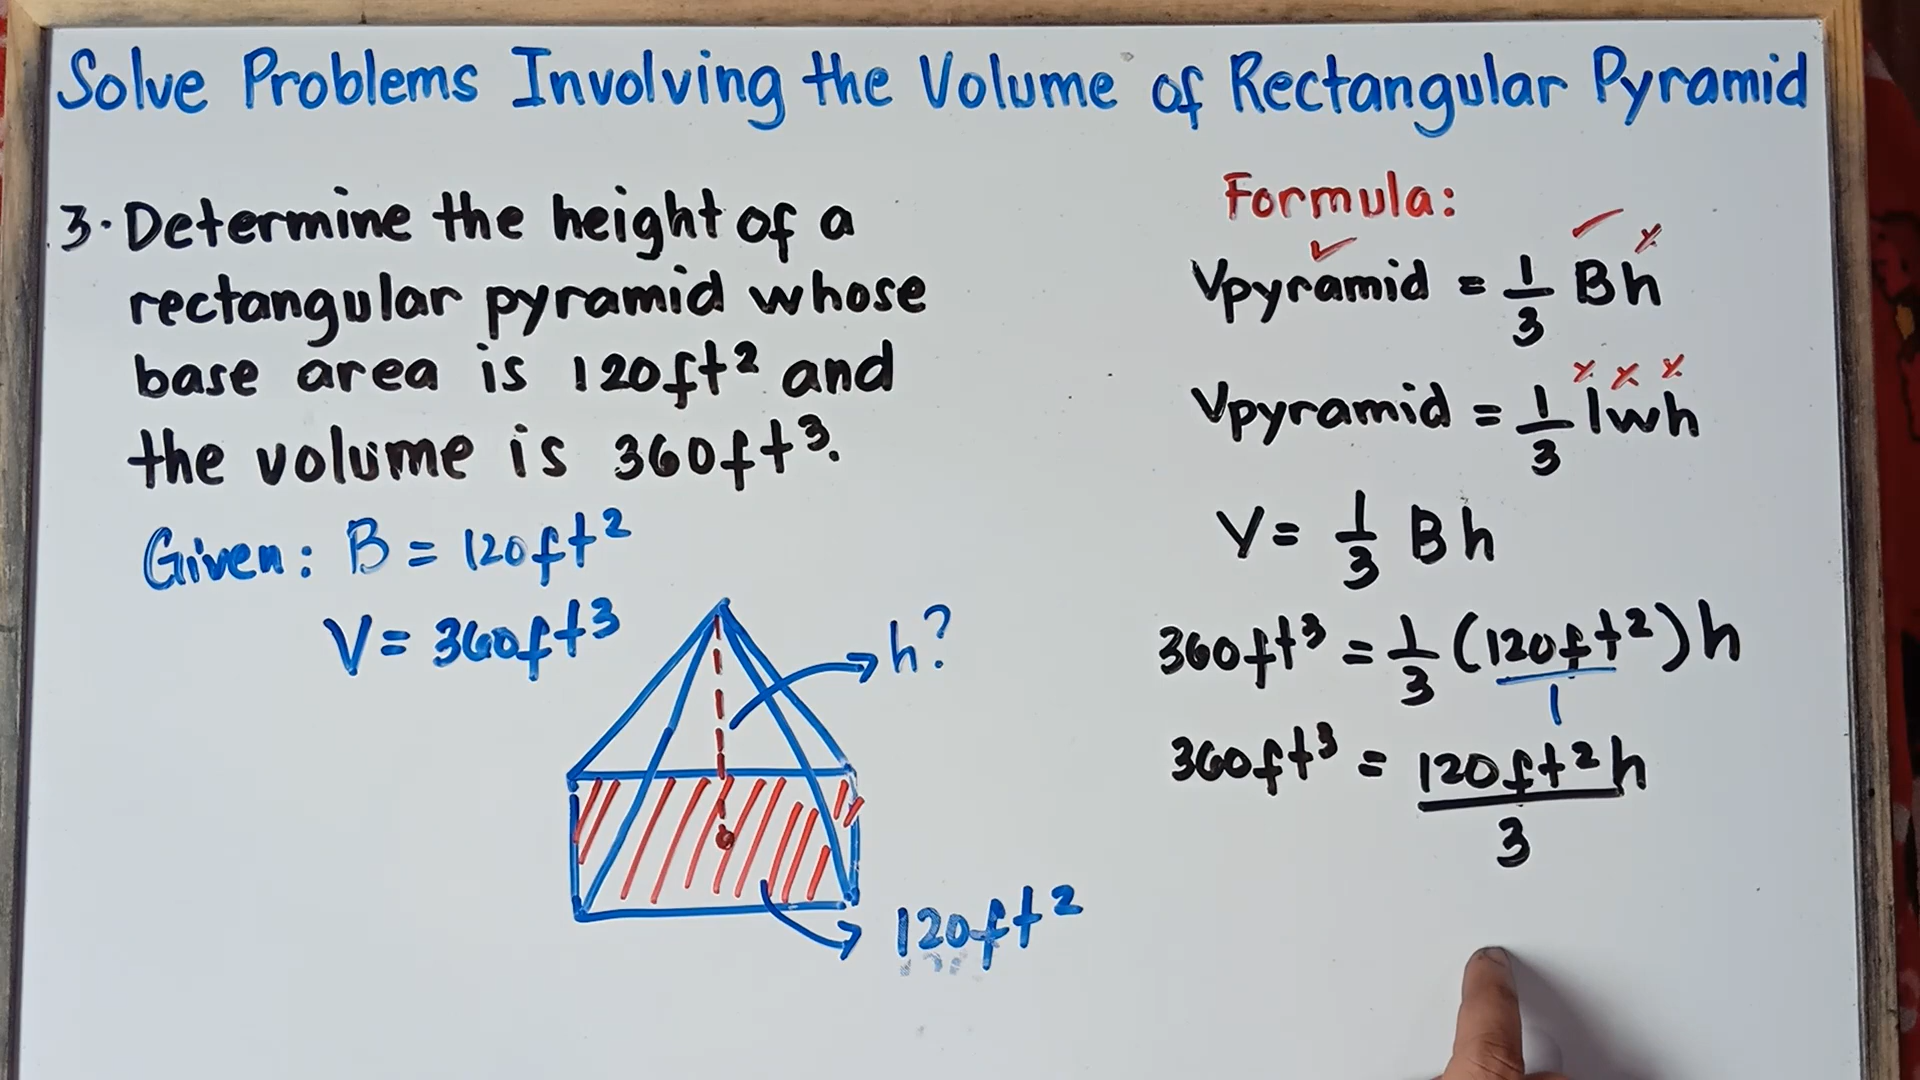 Solve Problems Involving the Volume of Rectangular Pyramid
3. Determine the height of a
rectangular pyramid whose
base area is 120ft² and
the volume is 360ft³.
Given: B = 120ft²
V = 360ft³
h?
120ft²
Formula:
Vpyramid = 1/3 Bh
Vpyramid = 1/3 lwh
V = 1/3 Bh
360ft³ = 1/3 (120ft²/1) h
360ft³ = 120ft²h/3